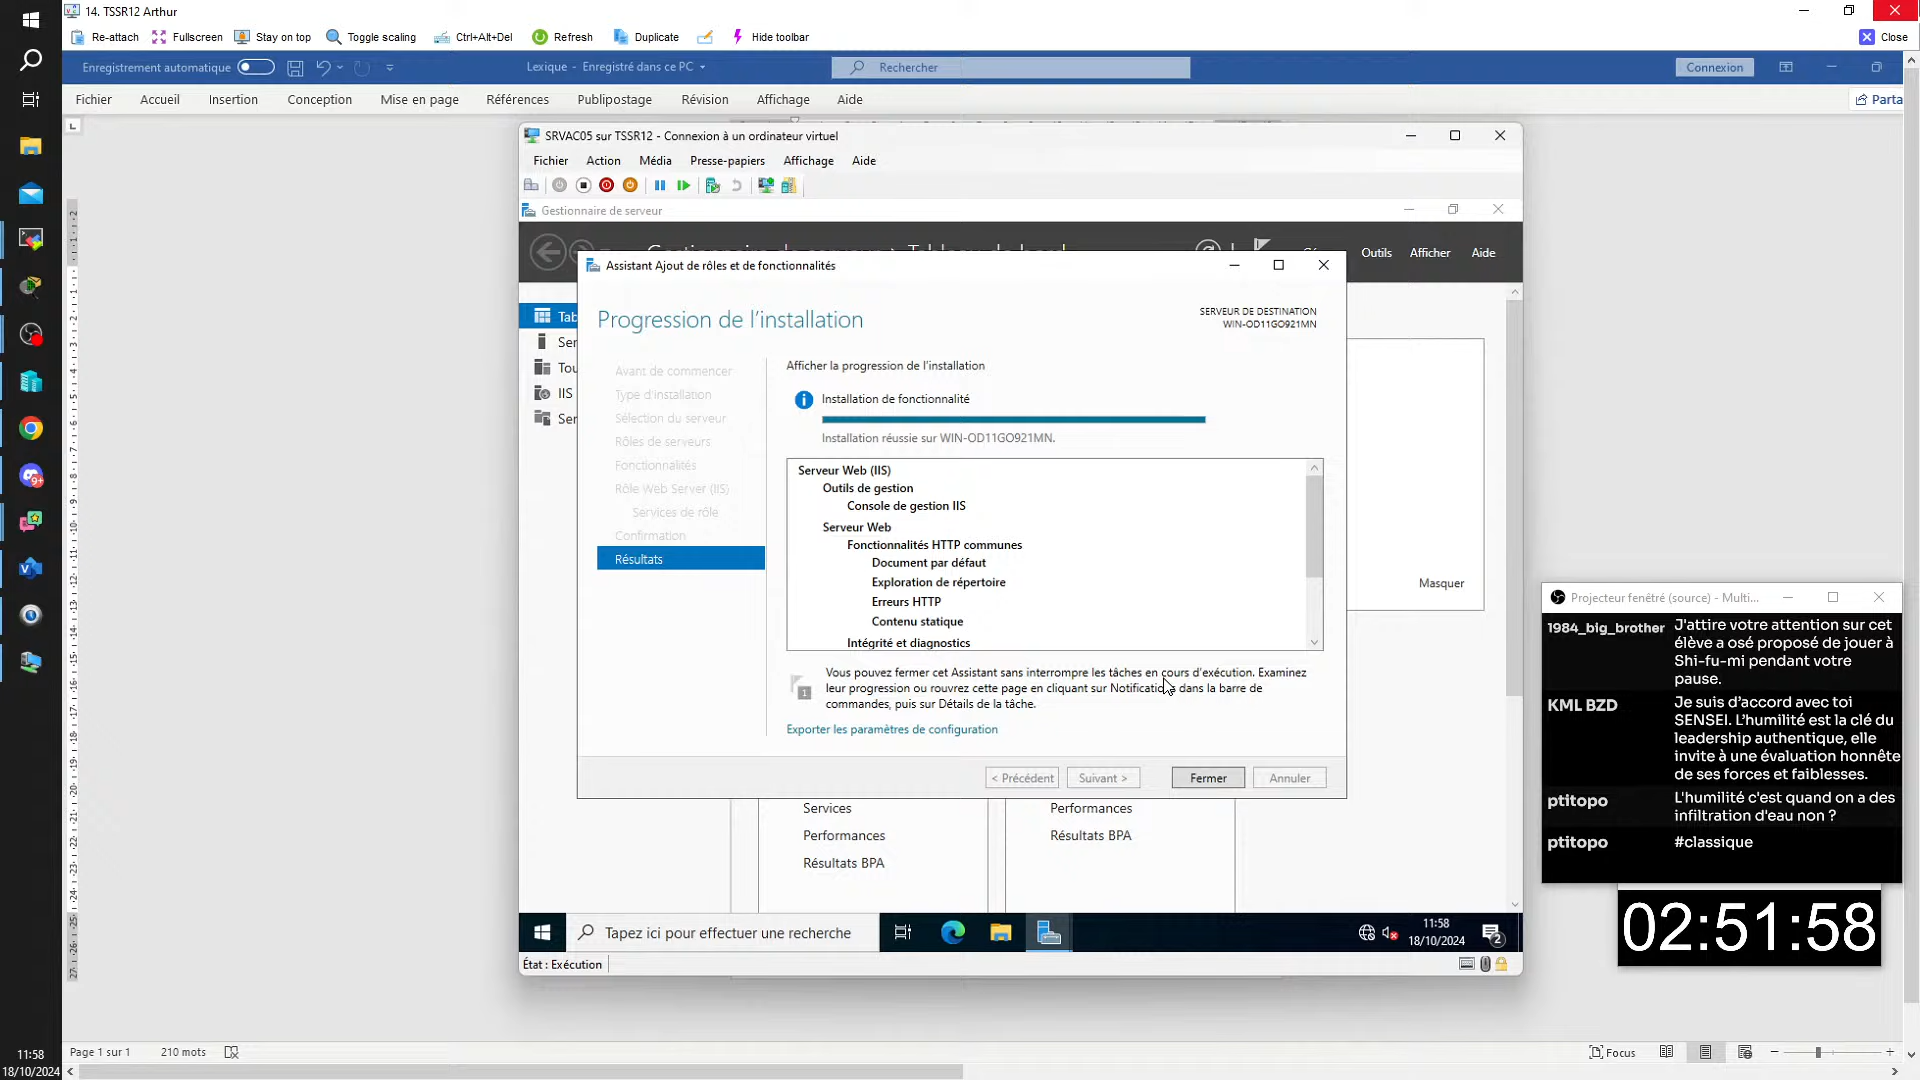 14. TSSR12 Arthur
Re-attach
Fullscreen
Stay on top
Toggle scaling
Ctrl+Alt+Del
Refresh
Duplicate
Hide toolbar
Close
Enregistrement automatique
Lexique - Enregistré dans ce PC
Rechercher
Connexion
Fichier
Accueil
Insertion
Conception
Mise en page
Références
Publipostage
Révision
Affichage
Aide
Parta
SRVAC05 sur TSSR12 - Connexion à un ordinateur virtuel
Fichier
Action
Média
Presse-papiers
Affichage
Aide
Gestionnaire de serveur
Outils
Afficher
Aide
Tab
Ser
Tou
IIS
Ser
Assistant Ajout de rôles et de fonctionnalités
Progression de l'installation
SERVEUR DE DESTINATION
WIN-OD11GO921MN
Avant de commencer
Type d'installation
Sélection du serveur
Rôles de serveurs
Fonctionnalités
Rôle Web Server (IIS)
Services de rôle
Confirmation
Résultats
Afficher la progression de l'installation
Installation de fonctionnalité
Installation réussie sur WIN-OD11GO921MN.
Serveur Web (IIS)
Outils de gestion
Console de gestion IIS
Serveur Web
Fonctionnalités HTTP communes
Document par défaut
Exploration de répertoire
Erreurs HTTP
Contenu statique
Intégrité et diagnostics
1
Vous pouvez fermer cet Assistant sans interrompre les tâches en cours d'exécution. Examinez
leur progression ou rouvrez cette page en cliquant sur Notifications dans la barre de
commandes, puis sur Détails de la tâche.
Exporter les paramètres de configuration
< Précédent
Suivant >
Fermer
Annuler
Masquer
Services
Performances
Résultats BPA
Performances
Résultats BPA
Tapez ici pour effectuer une recherche
11:58
18/10/2024
2
État : Exécution
Projecteur fenêtré (source) - Multi...
1984_big_brother J'attire votre attention sur cet
élève a osé proposé de jouer à
Shi-fu-mi pendant votre
pause.
KML BZD Je suis d'accord avec toi
SENSEI. L'humilité est la clé du
leadership authentique, elle
invite à une évaluation honnête
de ses forces et faiblesses.
ptitopo L'humilité c'est quand on a des
infiltration d'eau non ?
ptitopo #classique
02:51:58
Page 1 sur 1
210 mots
Focus
11:58
18/10/2024